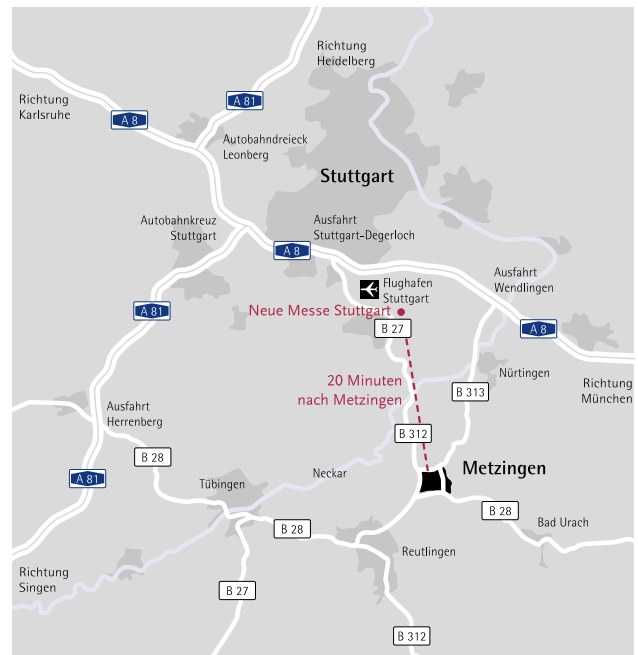 Richtung
Heidelberg
Richtung
Karlsruhe
A 81
A 8
Autobahndreieck
Leonberg
Stuttgart
Autobahnkreuz
Stuttgart
Ausfahrt
Stuttgart-Degerloch
A 8
Flughafen
Stuttgart
Ausfahrt
Wendlingen
A 81
Neue Messe Stuttgart
B 27
A 8
20 Minuten
nach Metzingen
Nürtingen
B 313
Richtung
München
Ausfahrt
Herrenberg
B 312
B 28
A 81
Tübingen
Neckar
Metzingen
B 28
B 28
Bad Urach
Reutlingen
Richtung
Singen
B 27
B 312